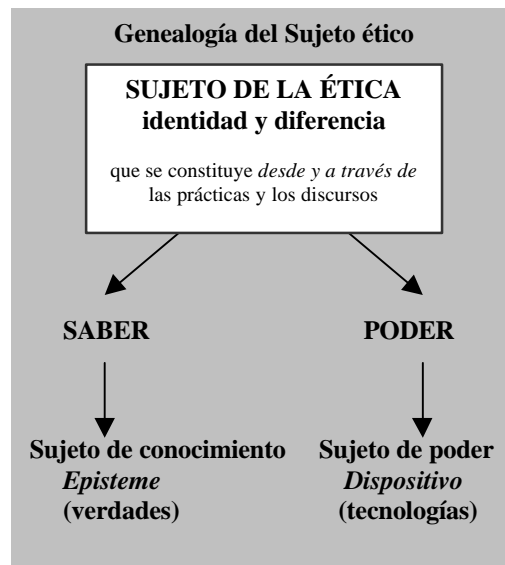 Genealogía del Sujeto ético
SUJETO DE LA ÉTICA
identidad y diferencia
que se constituye desde y a través de
las prácticas y los discursos
SABER
PODER
Sujeto de conocimiento
Episteme
(verdades)
Sujeto de poder
Dispositivo
(tecnologías)